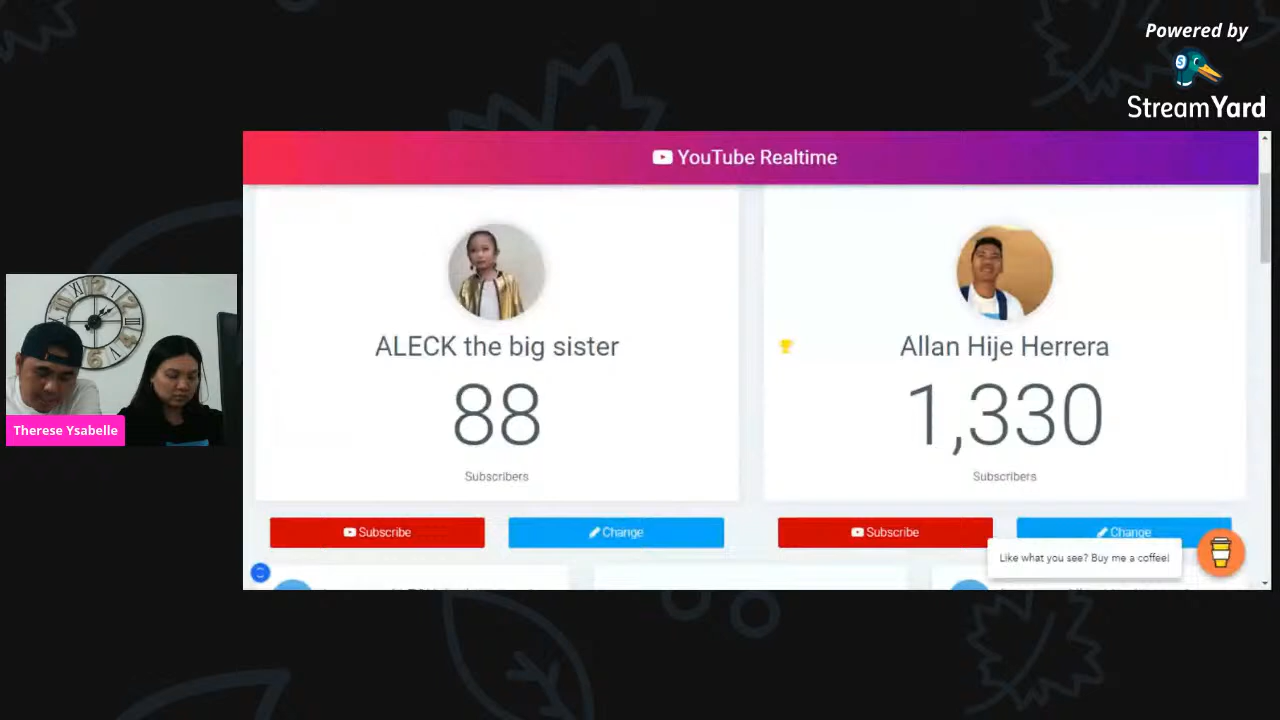 Powered by
StreamYard
YouTube Realtime
ALECK the big sister
88
Subscribers
Subscribe
Change
Allan Hije Herrera
1,330
Subscribers
Subscribe
Change
Like what you see? Buy me a coffee!
Therese Ysabelle